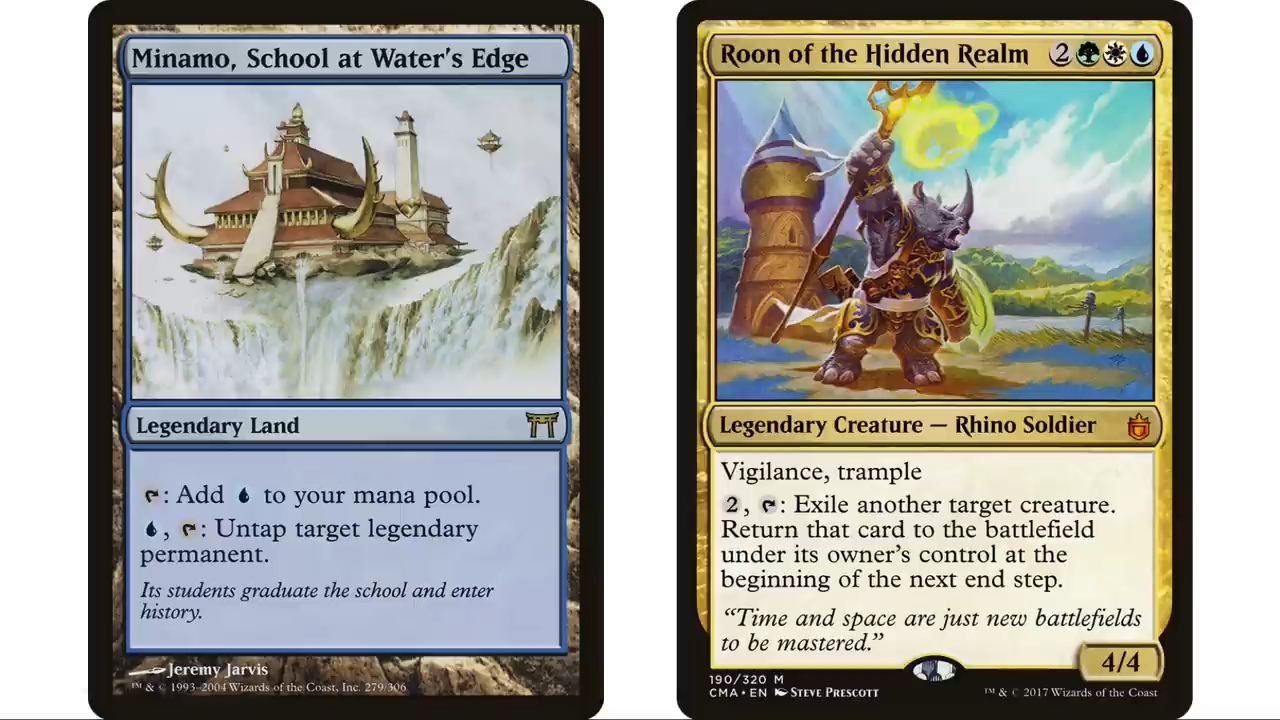 Minamo, School at Water's Edge
Legendary Land
: Add to your mana pool.
, : Untap target legendary
permanent.
Its students graduate the school and enter
history.
Jeremy Jarvis
™ & © 1993–2004 Wizards of the Coast, Inc. 279/306
Roon of the Hidden Realm 2
Legendary Creature — Rhino Soldier
Vigilance, trample
2, : Exile another target creature.
Return that card to the battlefield
under its owner's control at the
beginning of the next end step.
“Time and space are just new battlefields
to be mastered.”
4/4
190/320 M
CMA • EN Steve Prescott
™ & © 2017 Wizards of the Coast